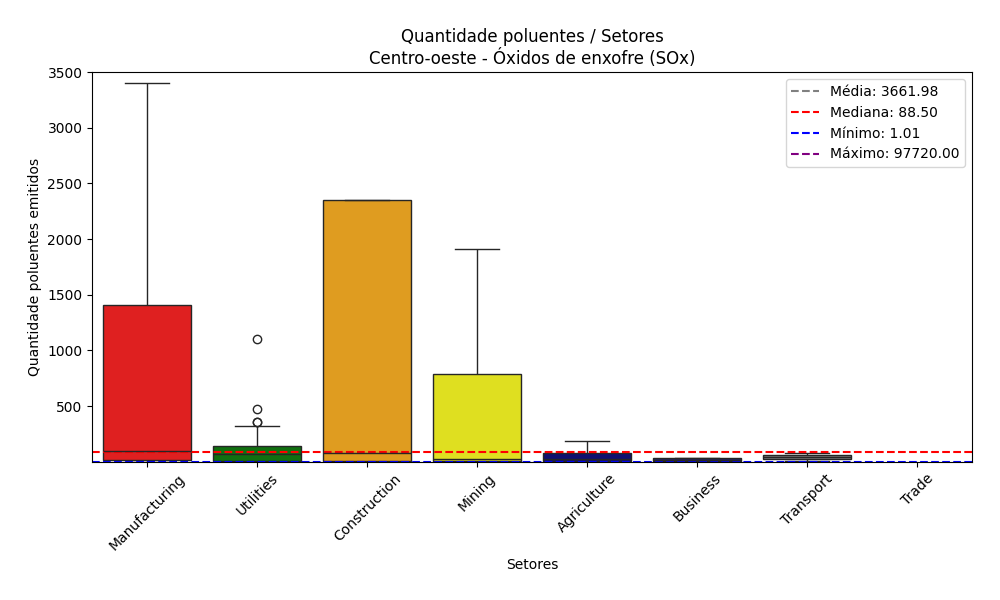 Quantidade poluentes / Setores
Centro-oeste - Óxidos de enxofre (SOx)
Quantidade poluentes emitidos
3500
3000
2500
2000
1500
1000
500
Média: 3661.98
Mediana: 88.50
Mínimo: 1.01
Máximo: 97720.00
Manufacturing
Utilities
Construction
Mining
Agriculture
Business
Transport
Trade
Setores